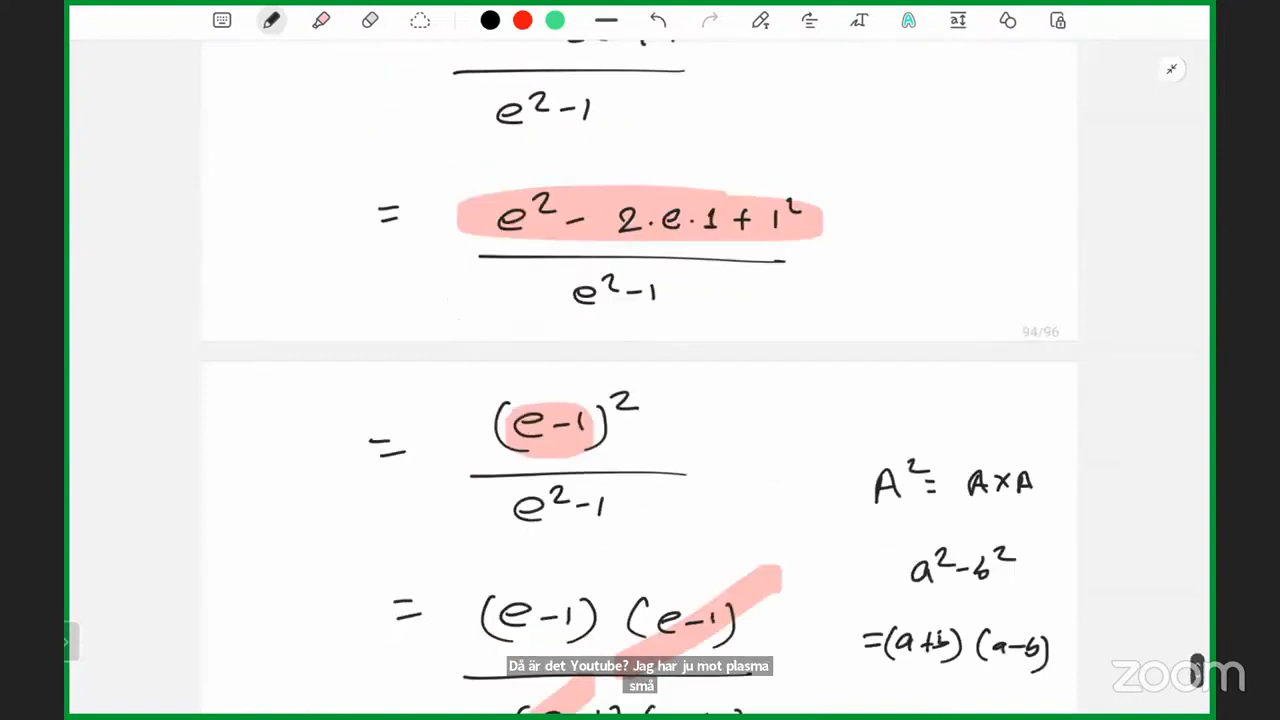 e² - 1
= e² - 2·e·1 + 1²
e² - 1
94/96
= (e-1)²
e² - 1
A² = A×A
a² - b²
= (e-1) (e-1)
= (a+b) (a-b)
Då är det Youtube? Jag har ju mot plasma
små
zoom